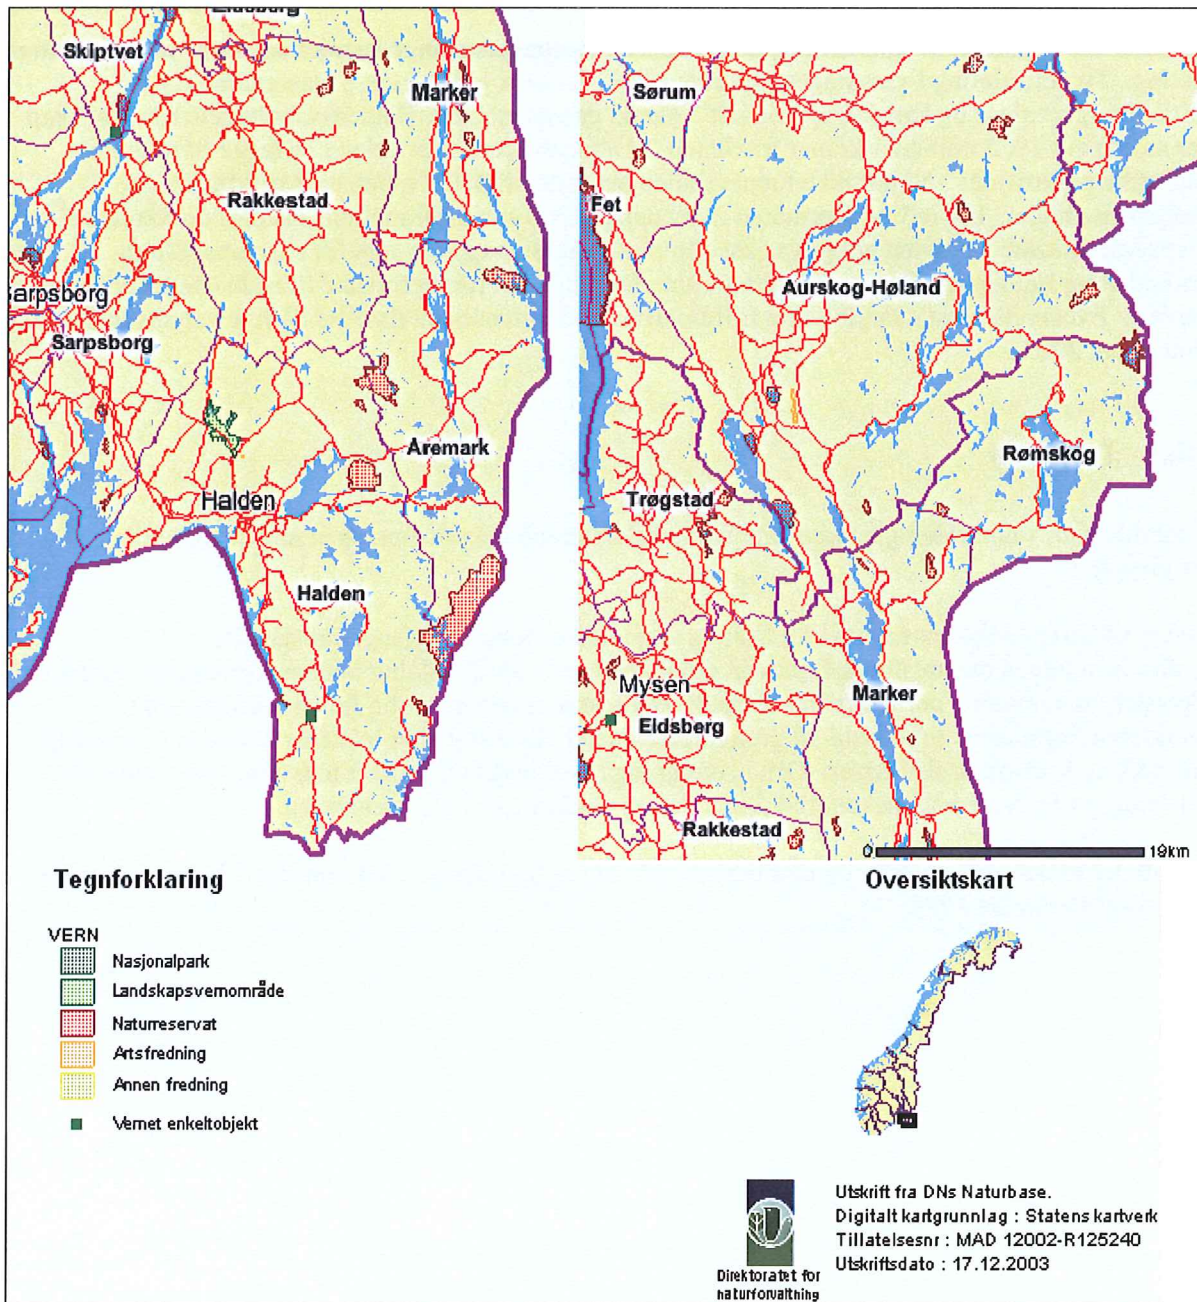 Skiptvet
Marker
Rakkestad
Sarpsborg
Aremark
Halden
Halden
Sørum
Fet
Aurskog-Høland
Rømskog
Trøgstad
Mysen
Eidsberg
Marker
Rakkestad
0 19km
Tegnforklaring
VERN
Nasjonalpark
Landskapsvernområde
Naturreservat
Artsfredning
Annen fredning
Vernet enkeltobjekt
Oversiktskart
Utskrift fra DNs Naturbase.
Digitalt kartgrunnlag : Statens kartverk
Tillatelsesnr : MAD 12002-R125240
Utskriftsdato : 17.12.2003
Direktoratet for
naturforvaltning